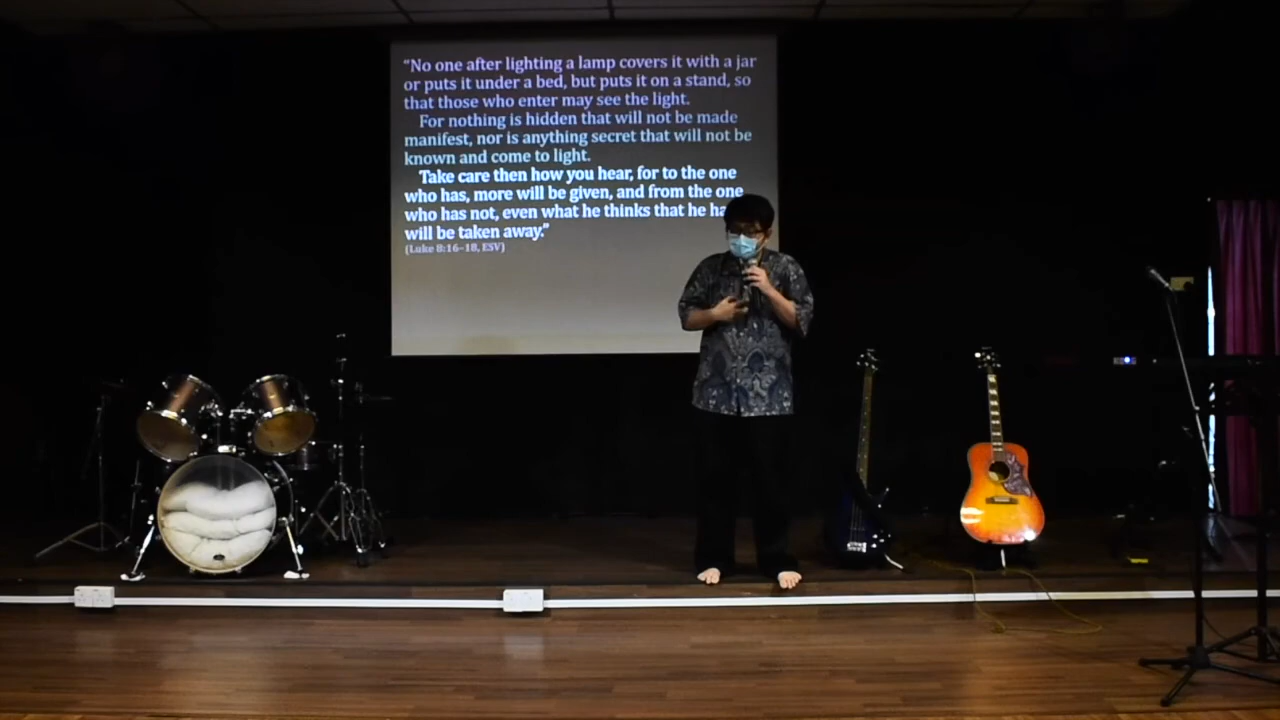 "No one after lighting a lamp covers it with a jar
or puts it under a bed, but puts it on a stand, so
that those who enter may see the light.
For nothing is hidden that will not be made
manifest, nor is anything secret that will not be
known and come to light.
Take care then how you hear, for to the one
who has, more will be given, and from the one
who has not, even what he thinks that he ha
will be taken away."
(Luke 8:16–18, ESV)